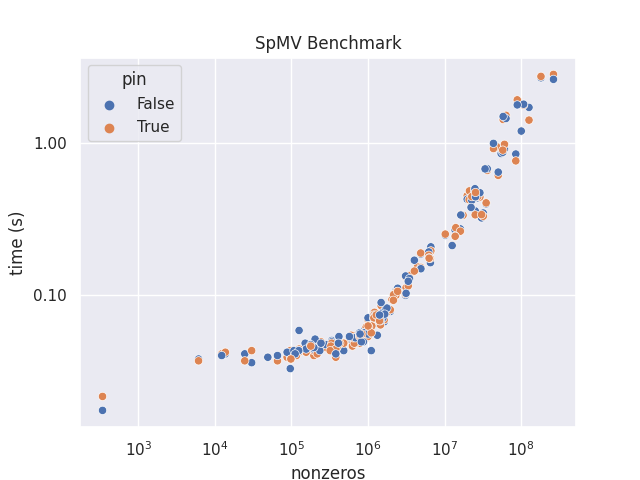 SpMV Benchmark
pin
False
True
time (s)
1.00
0.10
10³ 10⁴ 10⁵ 10⁶ 10⁷ 10⁸
nonzeros